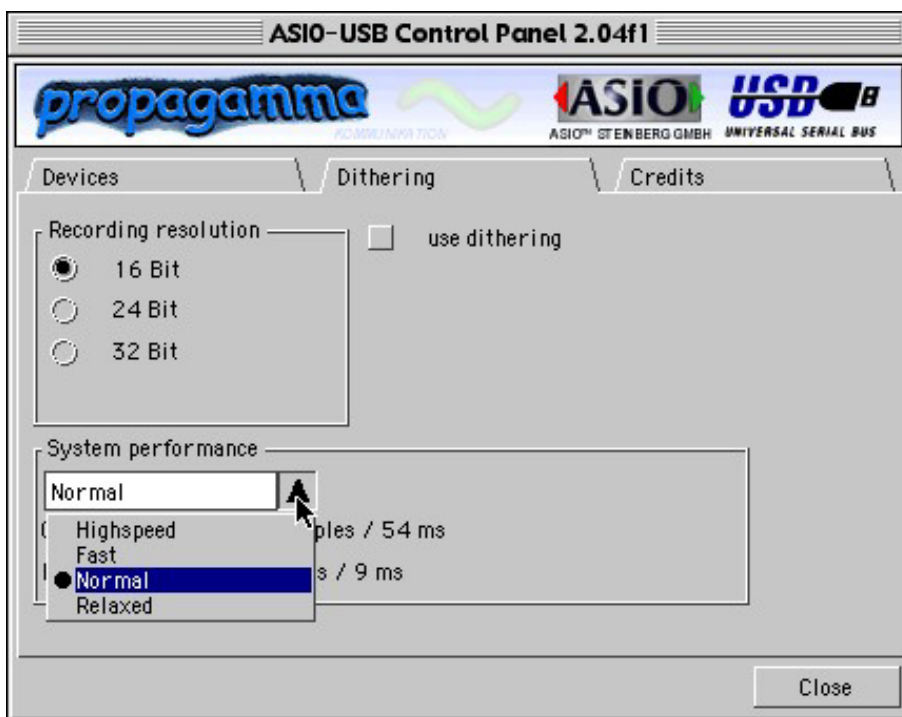 ASIO-USB Control Panel 2.04f1
propagamma
KOMMUNIKATION
ASIO
ASIO™ STEINBERG GMBH
USB
UNIVERSAL SERIAL BUS
Devices
Dithering
Credits
Recording resolution
use dithering
16 Bit
24 Bit
32 Bit
System performance
Normal
Highspeed
Fast
Normal
Relaxed
/ 54 ms
/ 9 ms
Close